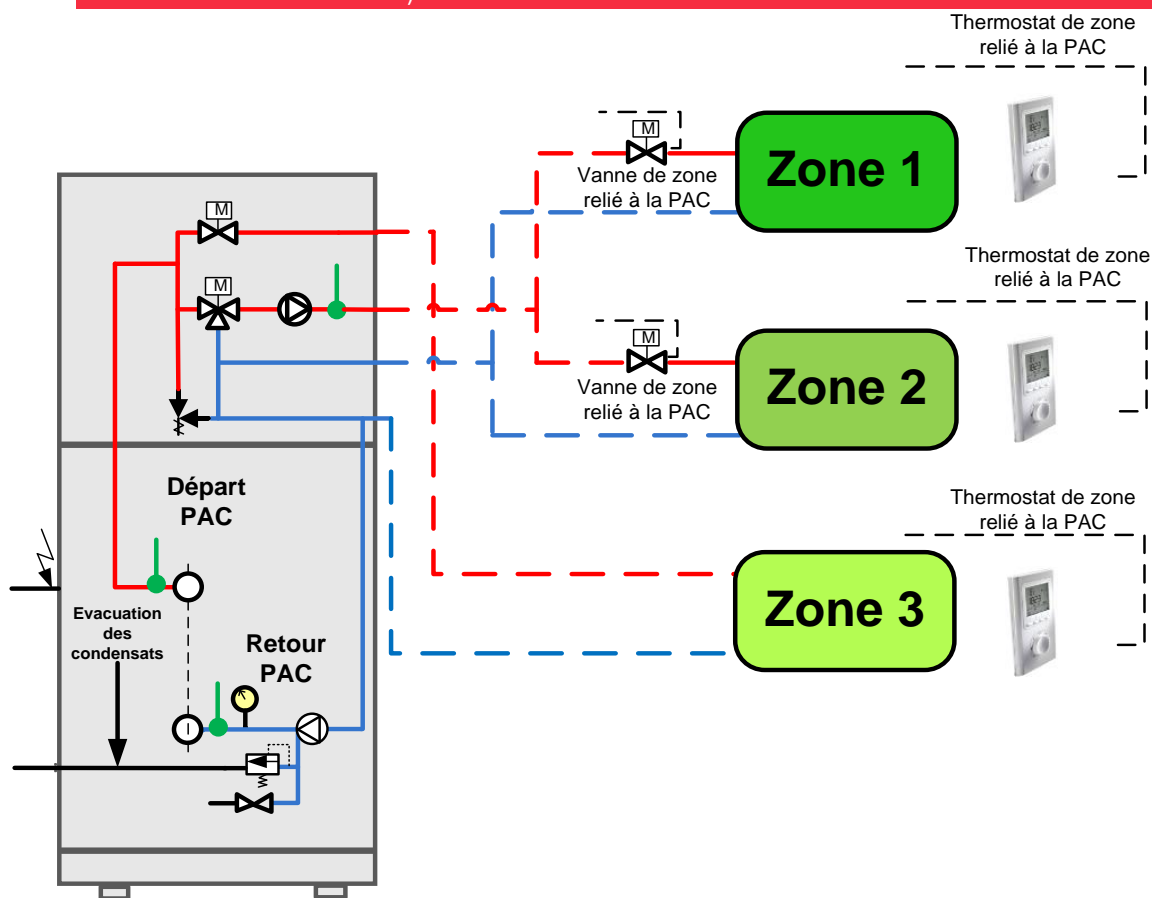 Thermostat de zone
relié à la PAC
M
Zone 1
Vanne de zone
relié à la PAC
M
Thermostat de zone
relié à la PAC
M
M
Zone 2
Vanne de zone
relié à la PAC
Départ
PAC
Thermostat de zone
relié à la PAC
Zone 3
Evacuation
des
condensats
Retour
PAC